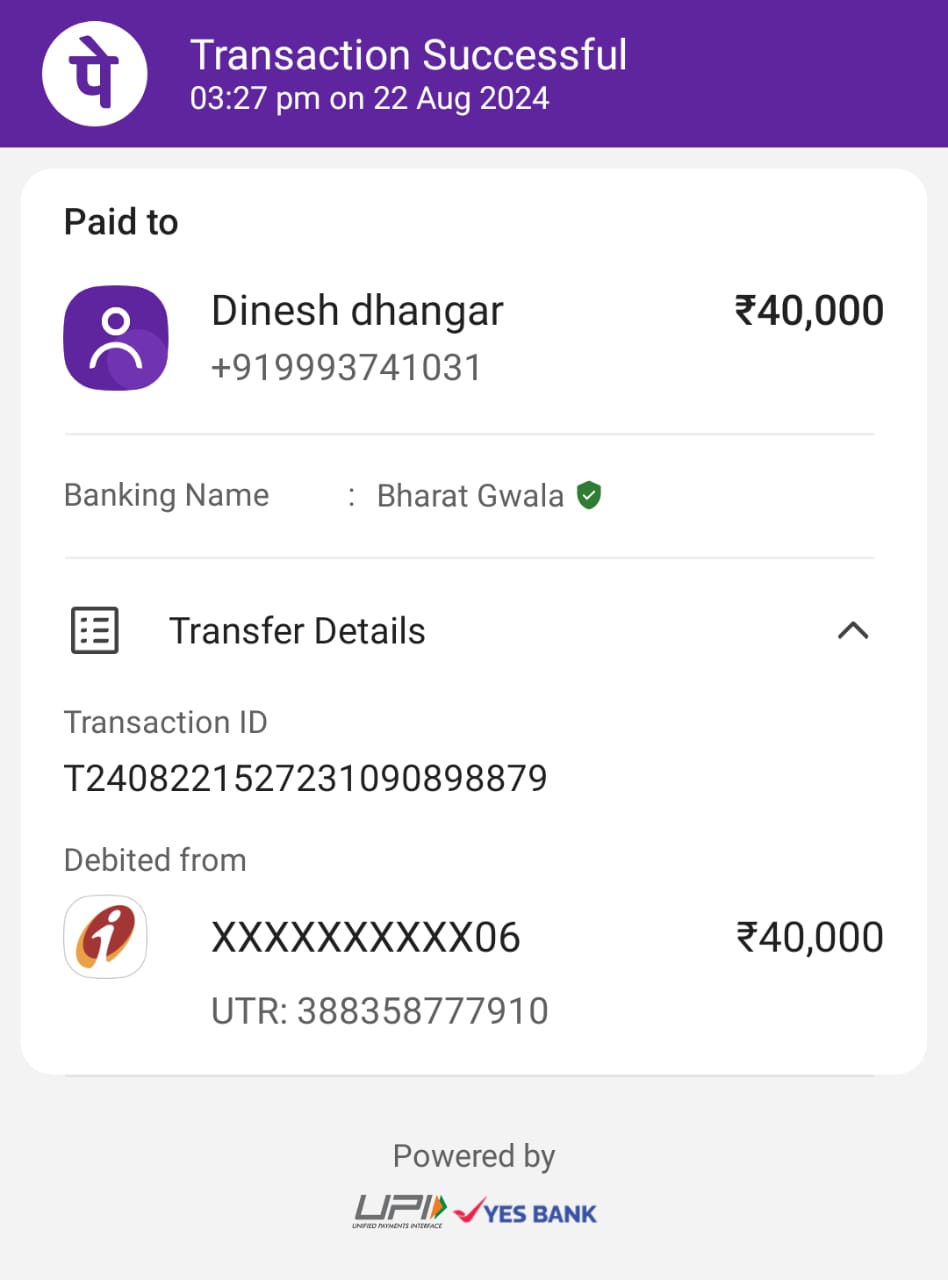 पे
Transaction Successful
03:27 pm on 22 Aug 2024
Paid to
Dinesh dhangar
₹40,000
+919993741031
Banking Name : Bharat Gwala
Transfer Details
Transaction ID
T2408221527231090898879
Debited from
XXXXXXXXXX06
₹40,000
UTR: 388358777910
Powered by
UPI
UNIFIED PAYMENTS INTERFACE
YES BANK